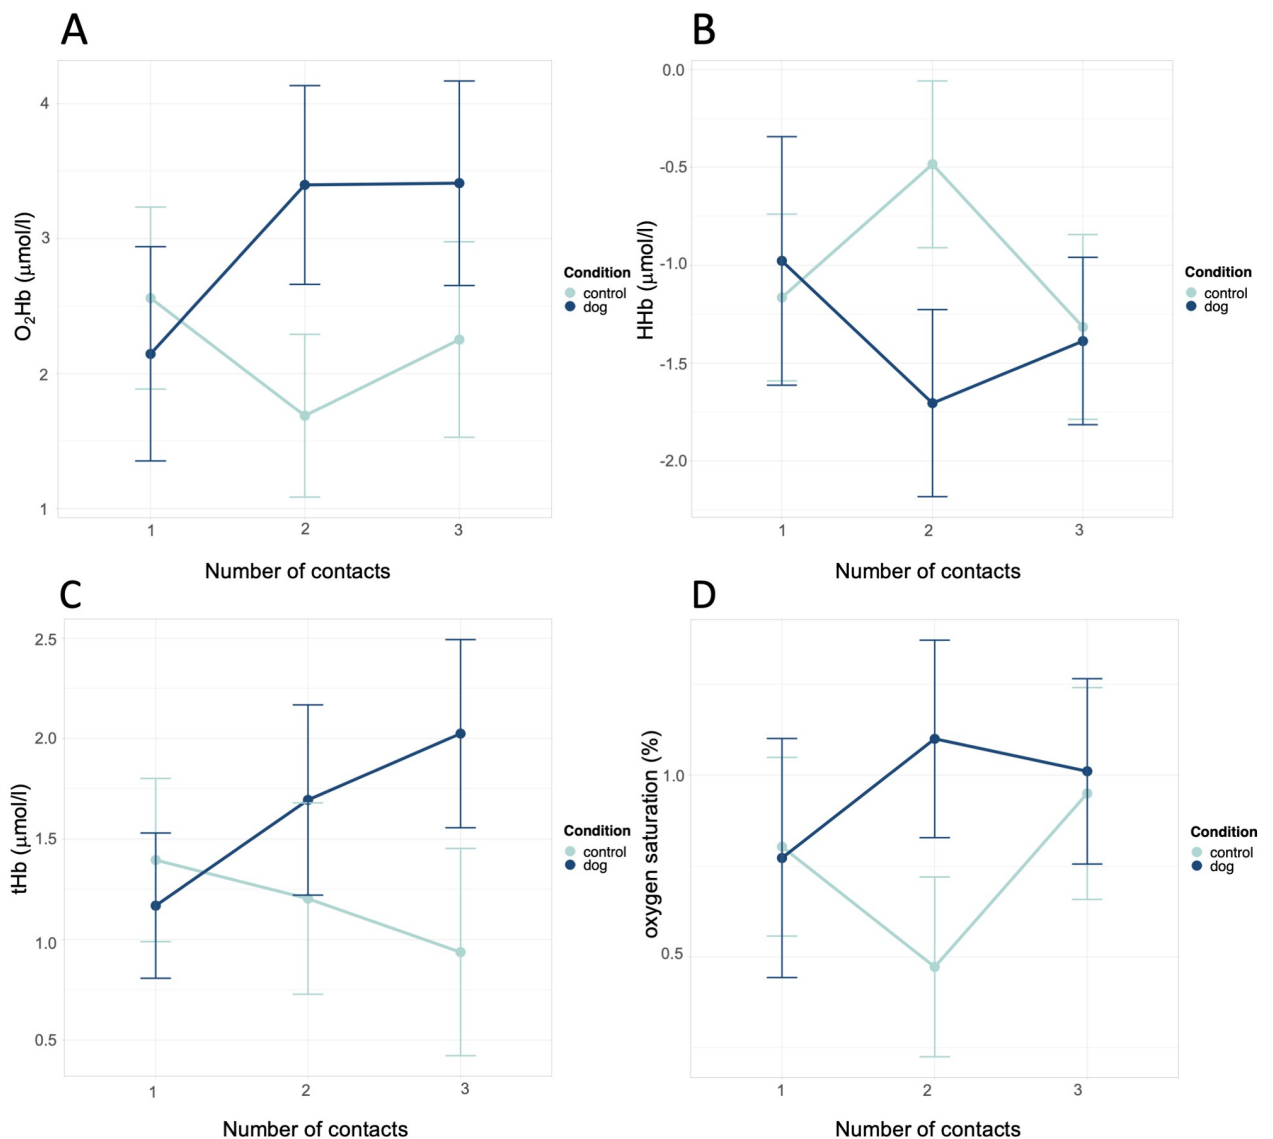 A
4
3
2
1
O₂Hb (µmol/l)
1 2 3
Number of contacts
Condition
control
dog
B
0.0
-0.5
-1.0
-1.5
-2.0
HHb (µmol/l)
1 2 3
Number of contacts
Condition
control
dog
C
2.5
2.0
1.5
1.0
0.5
tHb (µmol/l)
1 2 3
Number of contacts
Condition
control
dog
D
1.0
0.5
oxygen saturation (%)
1 2 3
Number of contacts
Condition
control
dog